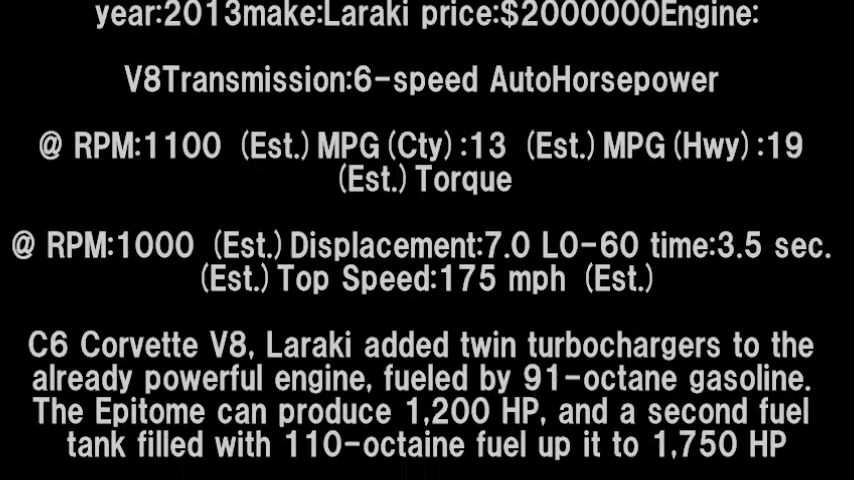 year:2013make:Laraki price:$2000000Engine:
V8Transmission:6-speed AutoHorsepower
@ RPM:1100 (Est.) MPG (Cty) :13 (Est.) MPG (Hwy) :19
(Est.) Torque
@ RPM:1000 (Est.) Displacement:7.0 L0-60 time:3.5 sec.
(Est.) Top Speed:175 mph (Est.)
C6 Corvette V8, Laraki added twin turbochargers to the
already powerful engine, fueled by 91-octane gasoline.
The Epitome can produce 1,200 HP, and a second fuel
tank filled with 110-octaine fuel up it to 1,750 HP